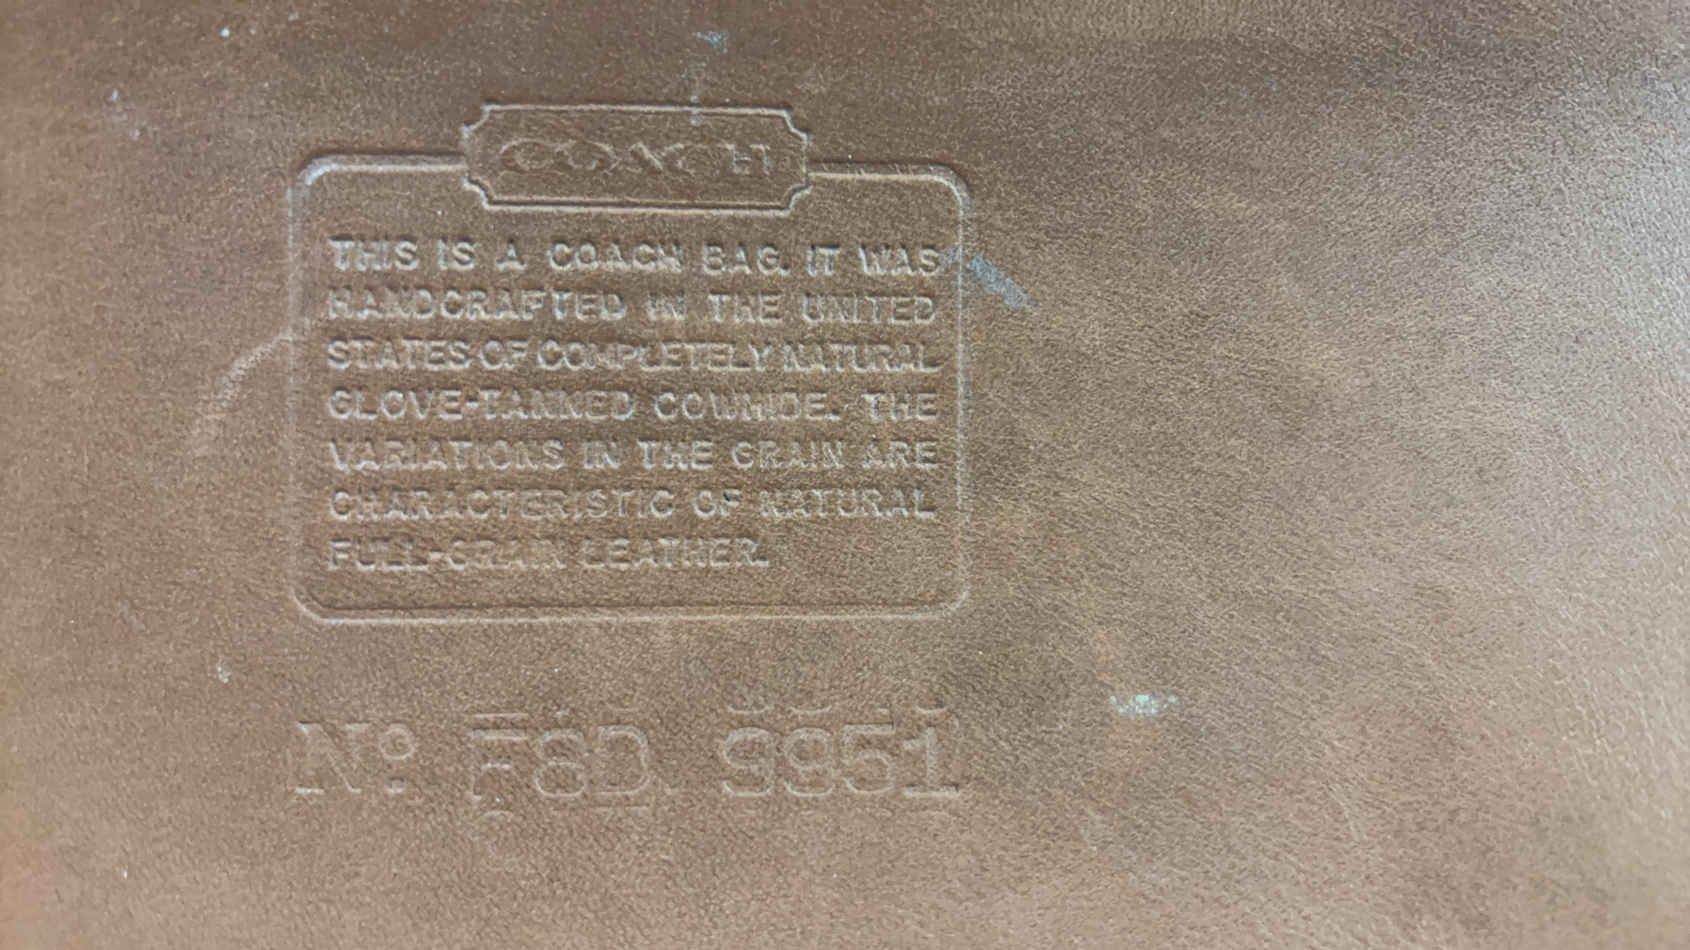 COACH
THIS IS A COACH BAG. IT WAS
HANDCRAFTED IN THE UNITED
STATES OF COMPLETELY NATURAL
GLOVE-TANNED COWHIDE. THE
VARIATIONS IN THE GRAIN ARE
CHARACTERISTIC OF NATURAL
FULL-GRAIN LEATHER.
Nº F8D 9951